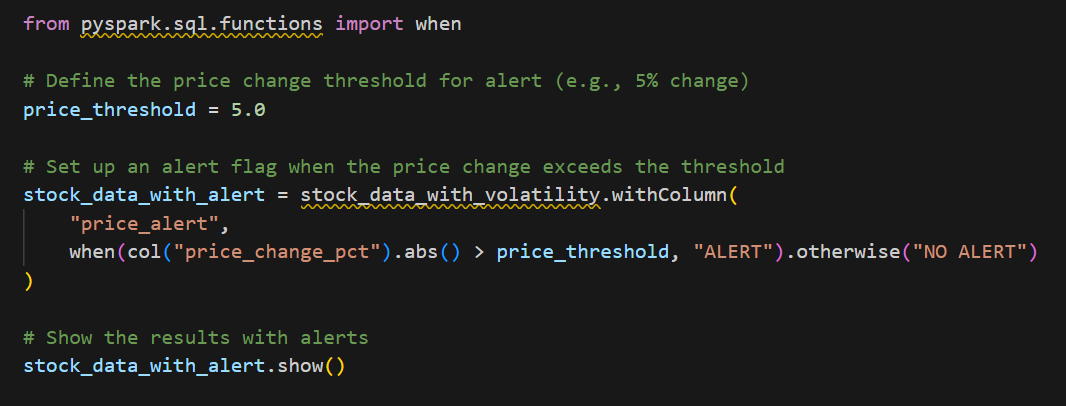 from pyspark.sql.functions import when
# Define the price change threshold for alert (e.g., 5% change)
price_threshold = 5.0
# Set up an alert flag when the price change exceeds the threshold
stock_data_with_alert = stock_data_with_volatility.withColumn(
    "price_alert",
    when(col("price_change_pct").abs() > price_threshold, "ALERT").otherwise("NO ALERT")
)
# Show the results with alerts
stock_data_with_alert.show()